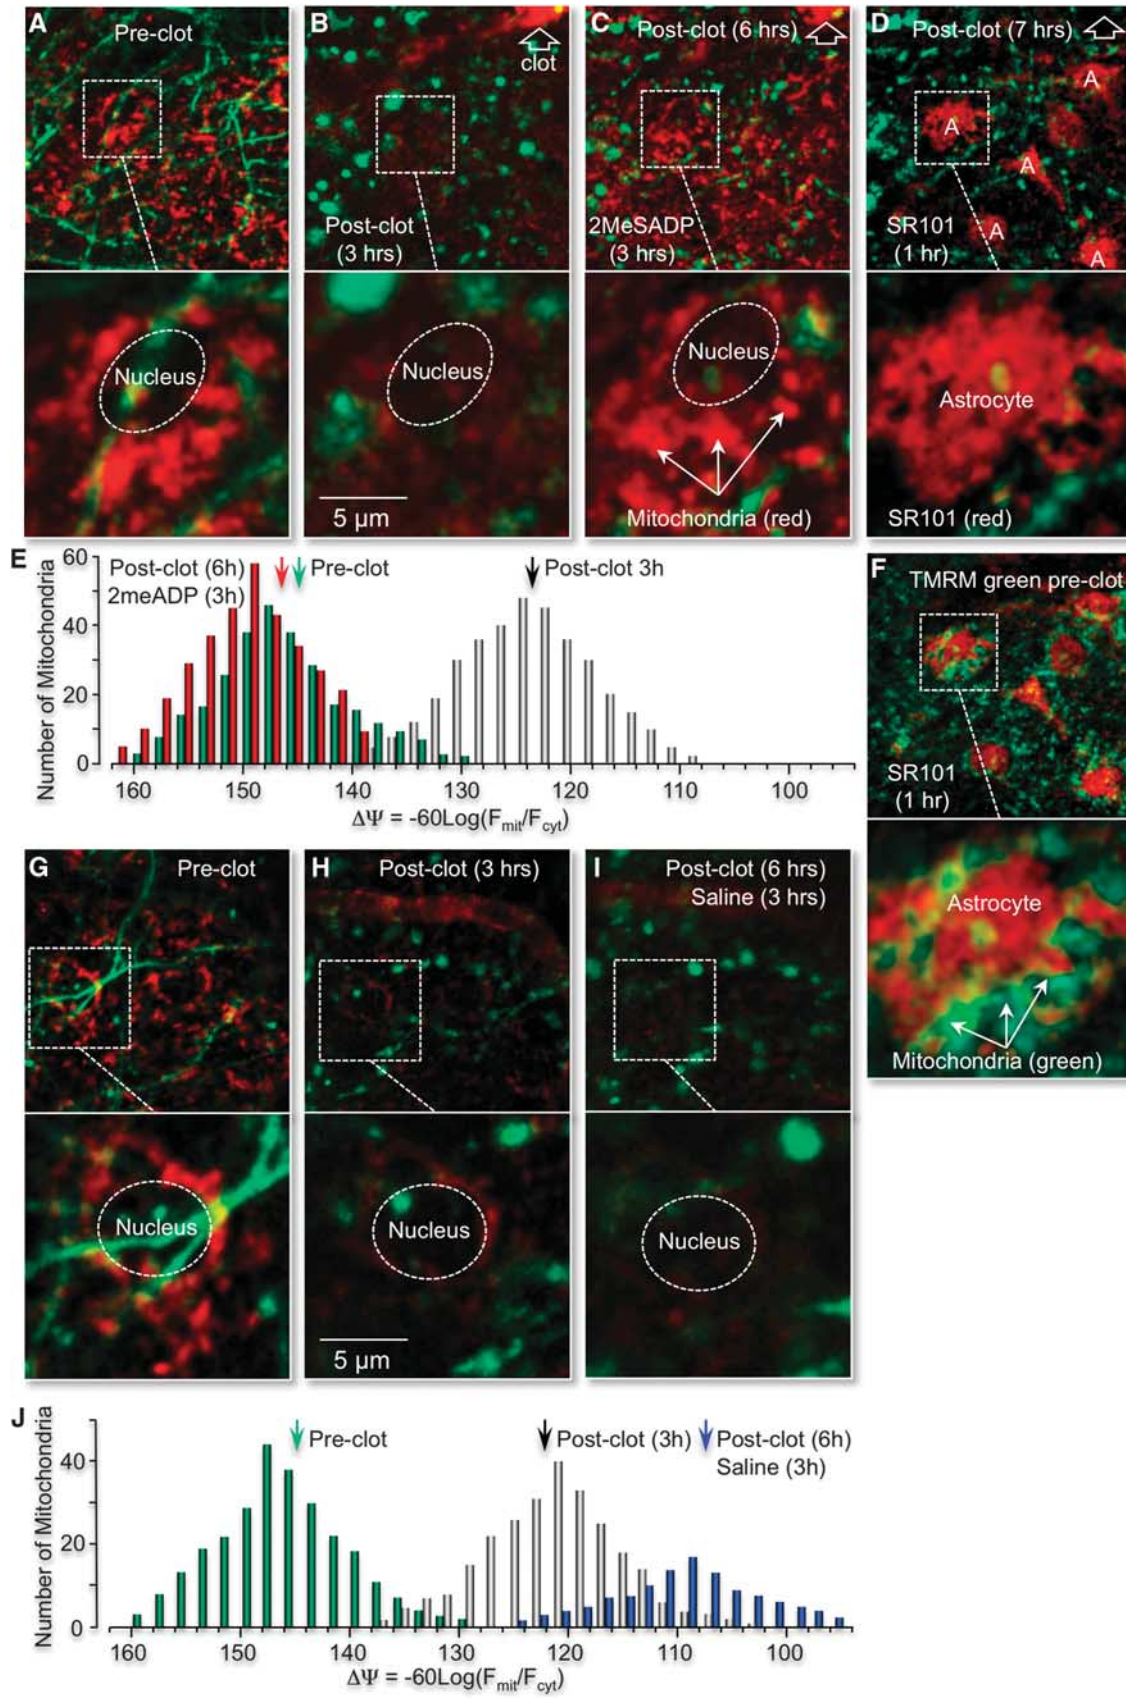 A
Pre-clot
B
Post-clot
clot
Post-clot
(3 hrs)
C
Post-clot (6 hrs)
2MeSADP
(3 hrs)
D
Post-clot (7 hrs)
A
A
A
A
A
SR101
(1 hr)
Nucleus
Nucleus
5 µm
Nucleus
Mitochondria (red)
Astrocyte
SR101 (red)
E
Number of Mitochondria
60
40
20
0
Post-clot (6h)
2meADP (3h)
Pre-clot
Post-clot 3h
160
150
140
130
120
110
100
ΔΨ = -60Log(Fmit/Fcyt)
F
TMRM green pre-clot
SR101
(1 hr)
Astrocyte
Mitochondria (green)
G
Pre-clot
H
Post-clot (3 hrs)
I
Post-clot (6 hrs)
Saline (3 hrs)
Nucleus
Nucleus
5 µm
Nucleus
J
Number of Mitochondria
40
20
0
Pre-clot
Post-clot (3h)
Post-clot (6h)
Saline (3h)
160
150
140
130
120
110
100
ΔΨ = -60Log(Fmit/Fcyt)